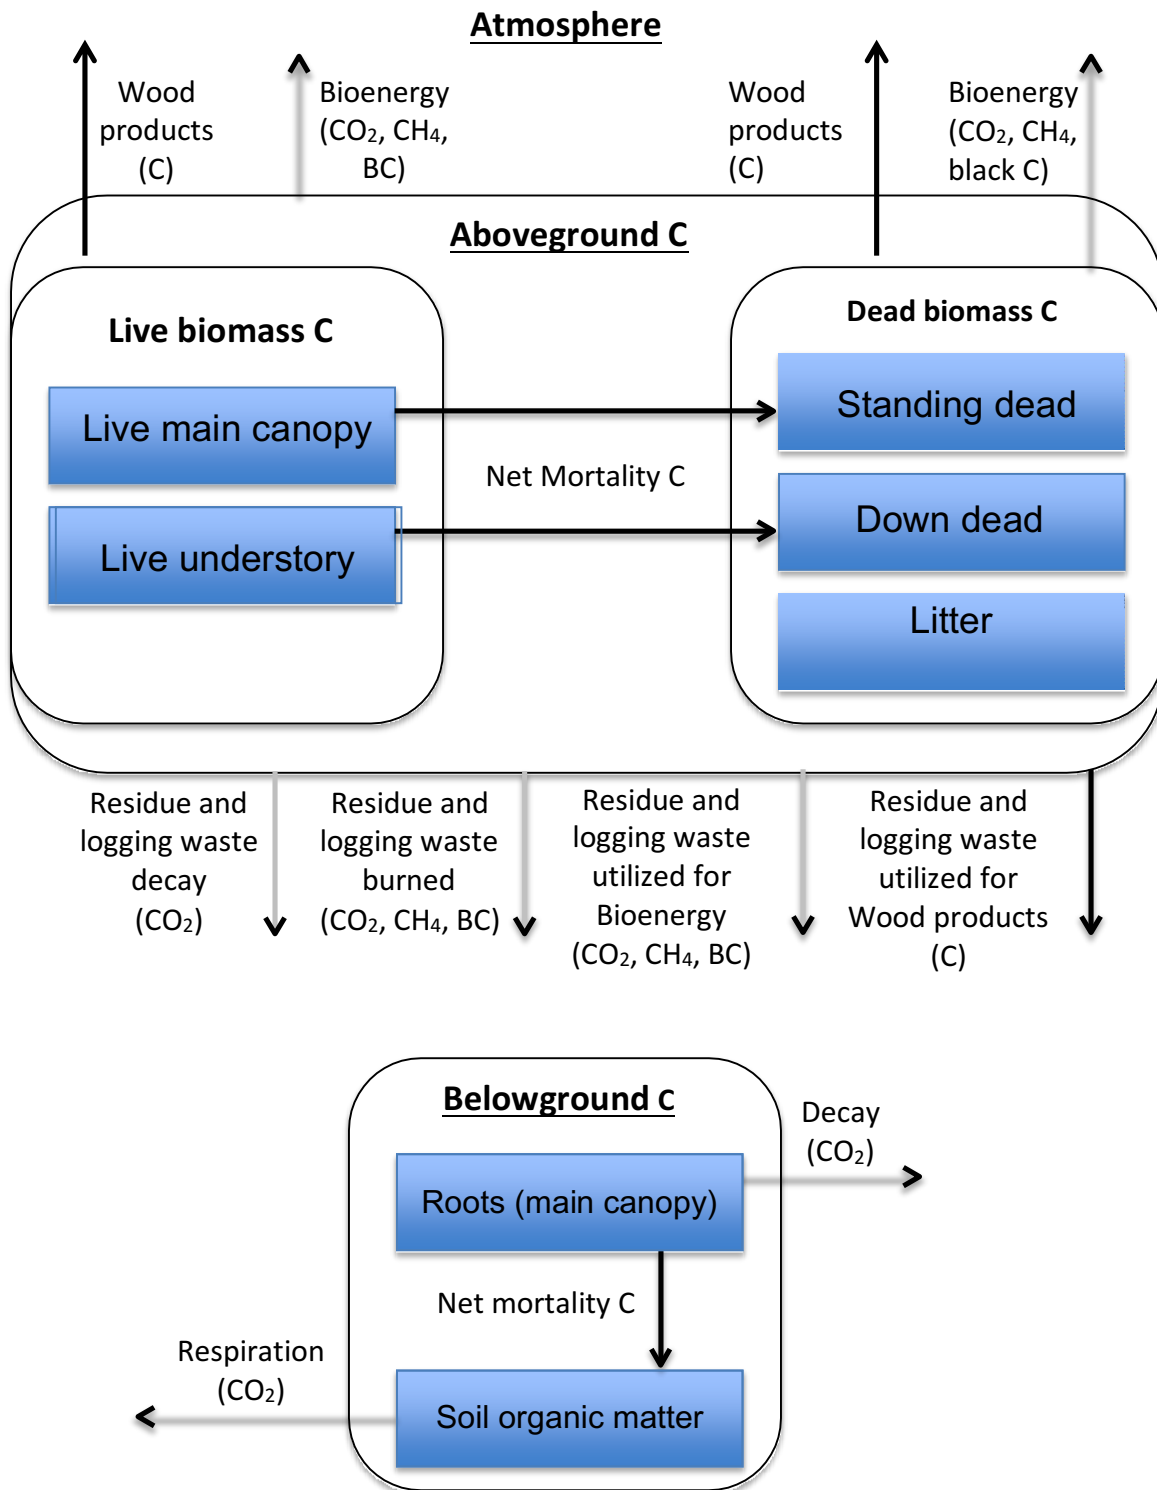 Atmosphere
Wood
products
(C)
Bioenergy
(CO₂, CH₄,
BC)
Wood
products
(C)
Bioenergy
(CO₂, CH₄,
black C)
Aboveground C
Live biomass C
Live main canopy
Live understory
Net Mortality C
Dead biomass C
Standing dead
Down dead
Litter
Residue and
logging waste
decay
(CO₂)
Residue and
logging waste
burned
(CO₂, CH₄, BC)
Residue and
logging waste
utilized for
Bioenergy
(CO₂, CH₄, BC)
Residue and
logging waste
utilized for
Wood products
(C)
Belowground C
Roots (main canopy)
Decay
(CO₂)
Net mortality C
Respiration
(CO₂)
Soil organic matter